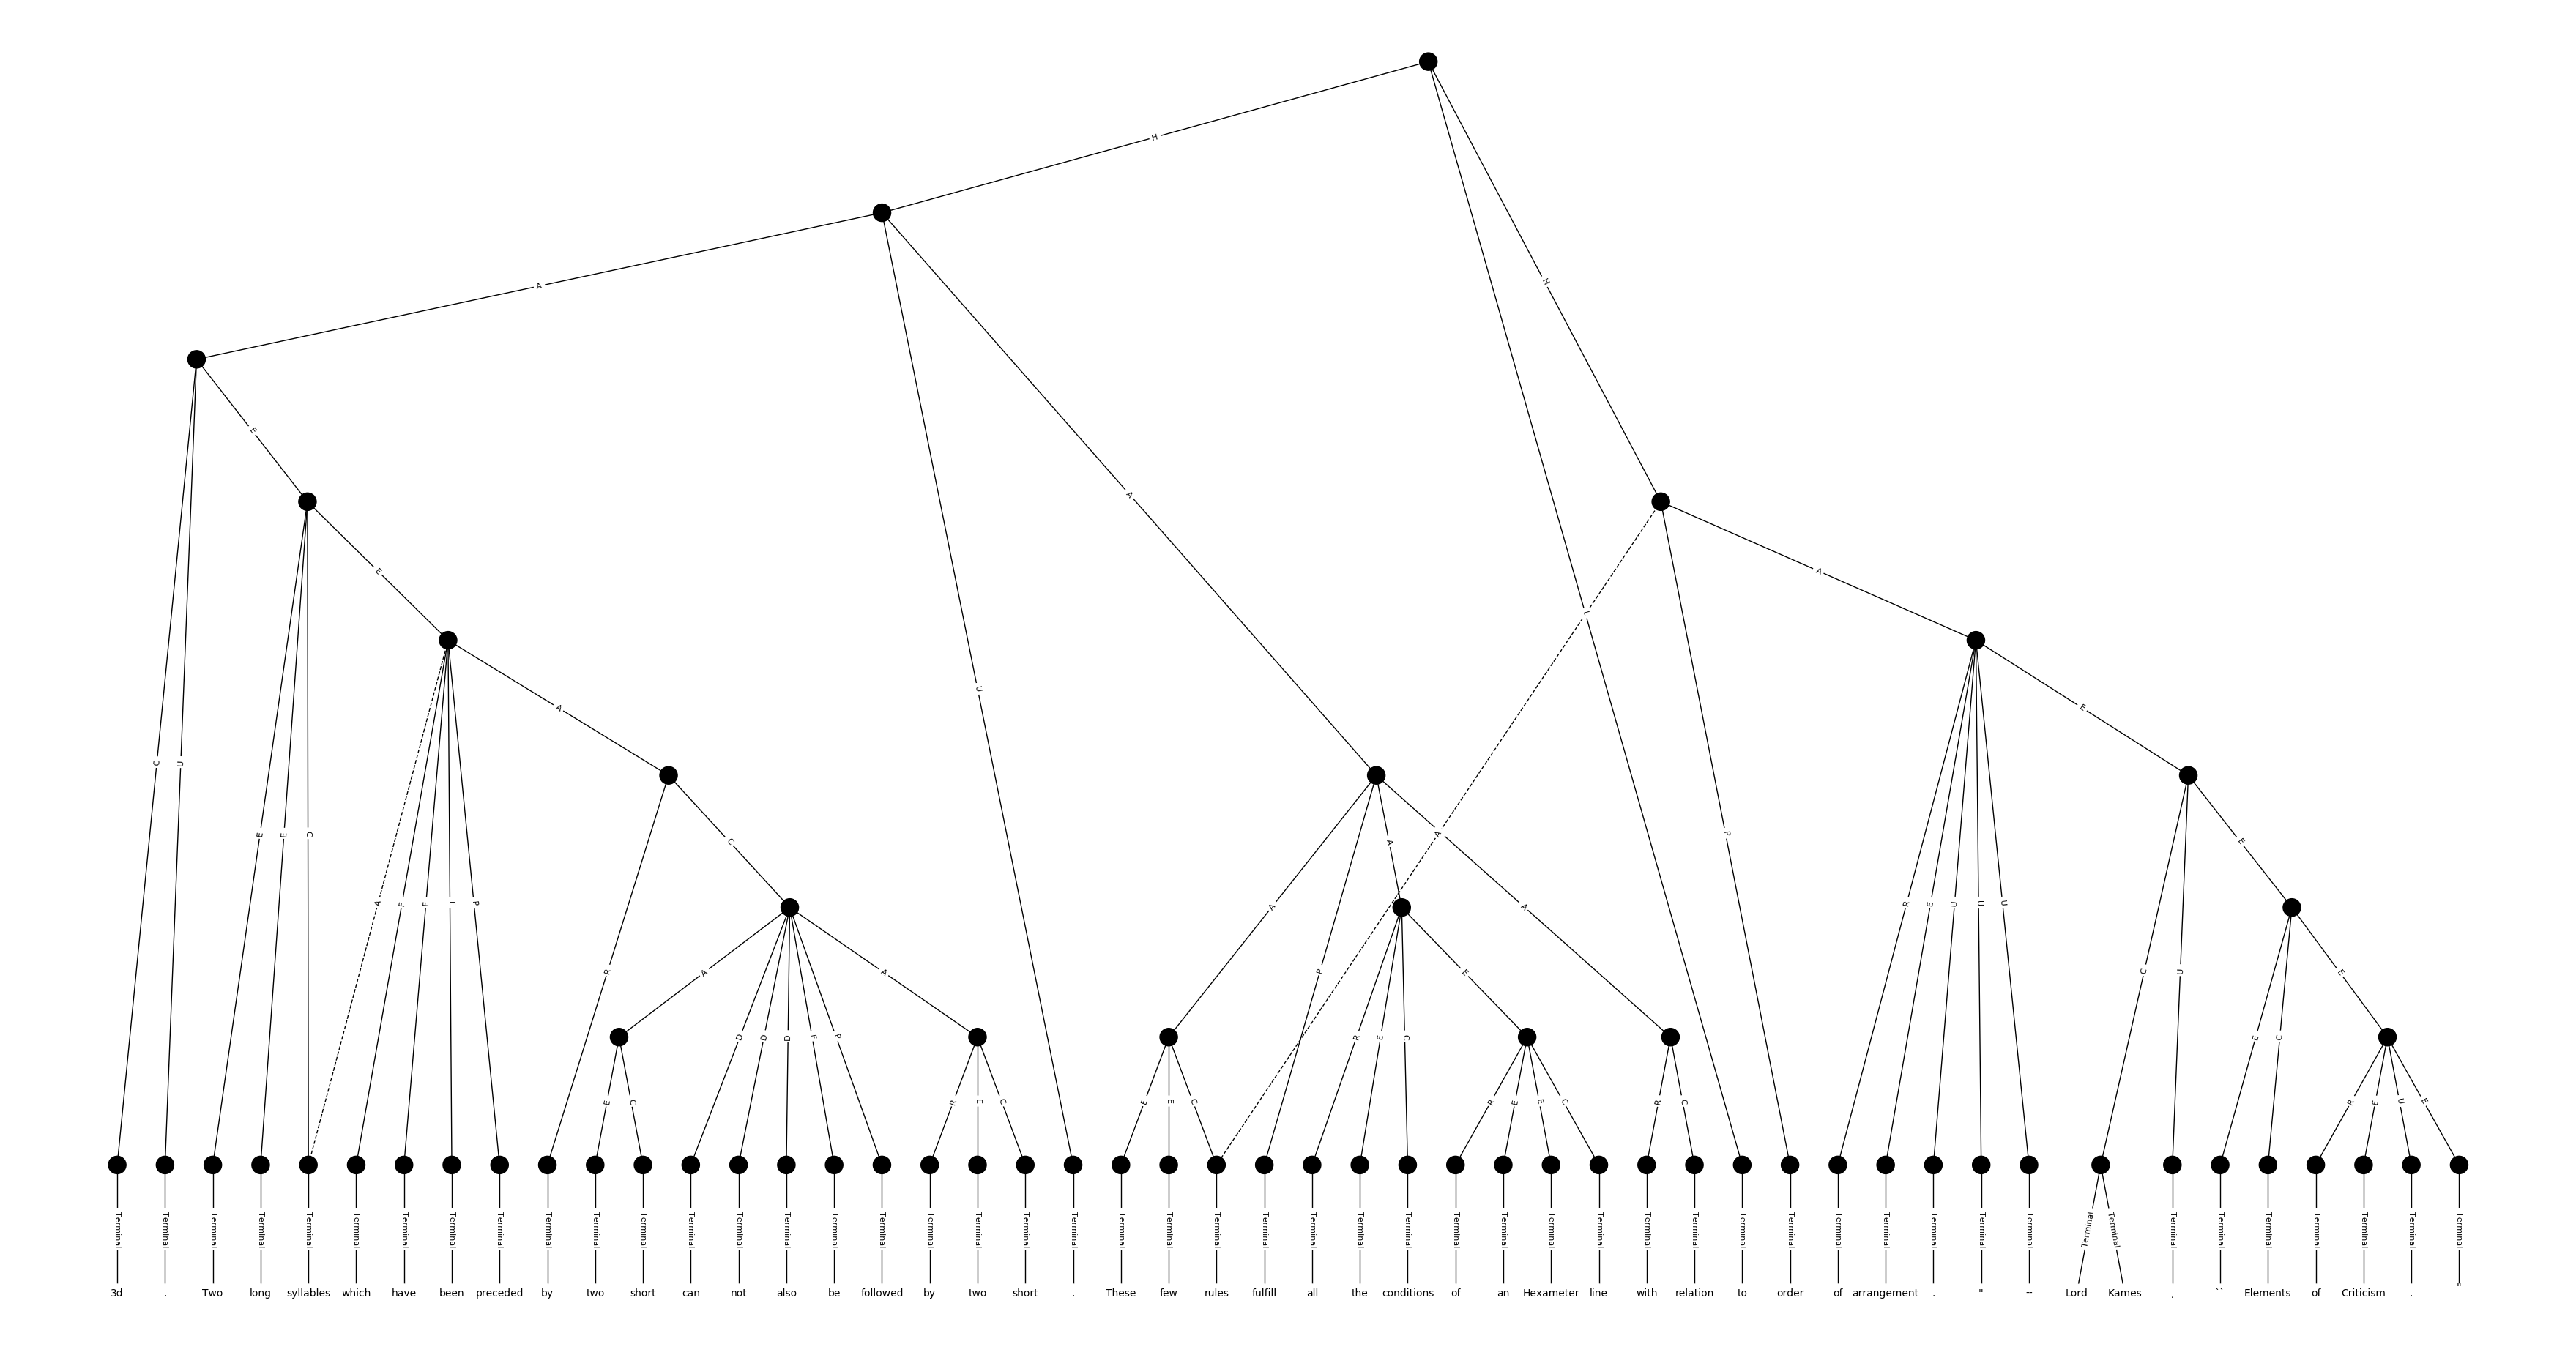 H
A
H
E
A
E
A
U
A
L
E
C
U
E
E
C
C
A
P
E
A
F
F
F
P
R
A
A
R
E
U
U
U
R
A
D
D
D
F
P
A
P
E
A
C
U
E
E
C
R
E
C
R
E
C
E
E
C
R
E
C
R
E
E
C
R
C
E
C
R
E
U
E
Terminal Terminal Terminal Terminal Terminal Terminal Terminal Terminal Terminal Terminal Terminal Terminal Terminal Terminal Terminal Terminal Terminal Terminal Terminal Terminal Terminal Terminal Terminal Terminal Terminal Terminal Terminal Terminal Terminal Terminal Terminal Terminal Terminal Terminal Terminal Terminal Terminal Terminal Terminal Terminal Terminal Terminal Terminal Terminal Terminal Terminal Terminal Terminal Terminal Terminal
3d . Two long syllables which have been preceded by two short can not also be followed by two short . These few rules fulfill all the conditions of an Hexameter line with relation to order of arrangement . " -- Lord Kames , `` Elements of Criticism . "